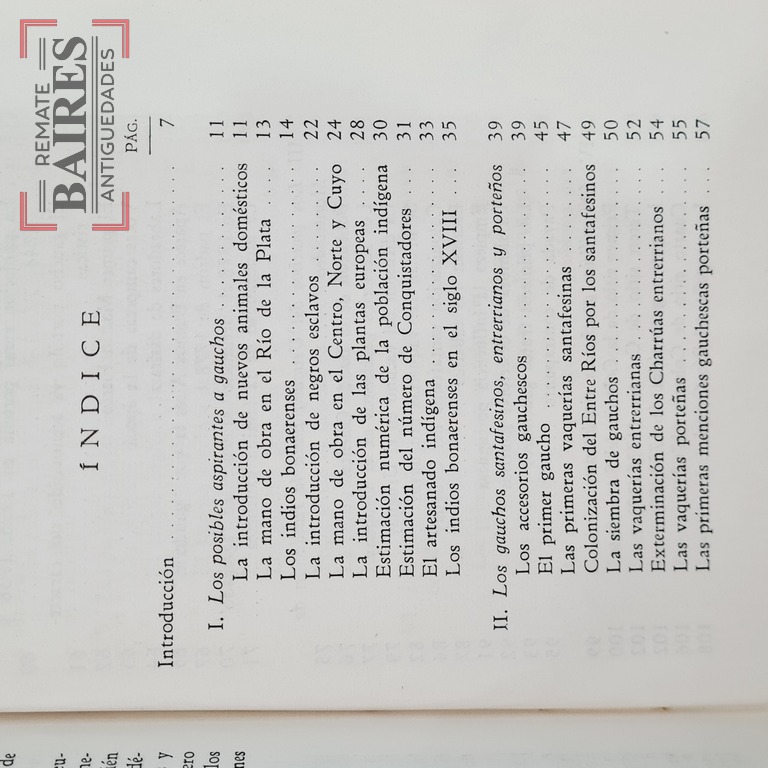 REMATE
BAIRES
ANTIGUEDADES
ÍNDICE
PÁG.
Introducción . . . . . . . . . . . . . . . . . . . . . . . . . . . . . . . . . . 7
I. Los posibles aspirantes a gauchos . . . . . . . . . . . . . 11
La introducción de nuevos animales domésticos 11
La mano de obra en el Río de la Plata . . . . . 13
Los indios bonaerenses . . . . . . . . . . . . . . . . . . . . 14
La introducción de negros esclavos . . . . . . . . 22
La mano de obra en el Centro, Norte y Cuyo 24
La introducción de las plantas europeas . . . . 28
Estimación numérica de la población indígena 30
Estimación del número de Conquistadores . . . . 31
El artesanado indígena . . . . . . . . . . . . . . . . . . . . 33
Los indios bonaerenses en el siglo XVIII . . . . 35
II. Los gauchos santafesinos, entrerrianos y porteños 39
Los accesorios gauchescos . . . . . . . . . . . . . . . . . 39
El primer gaucho . . . . . . . . . . . . . . . . . . . . . . . . 45
Las primeras vaquerías santafesinas . . . . . . . . 47
Colonización del Entre Ríos por los santafesinos 49
La siembra de gauchos . . . . . . . . . . . . . . . . . . . . 50
Las vaquerías entrerrianas . . . . . . . . . . . . . . . . . 52
Exterminación de los Charrúas entrerrianos . . . 54
Las vaquerías porteñas . . . . . . . . . . . . . . . . . . . . 55
Las primeras menciones gauchescas porteñas . . . 57
de
y
los